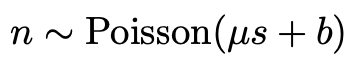 n ∼ Poisson(μs + b)